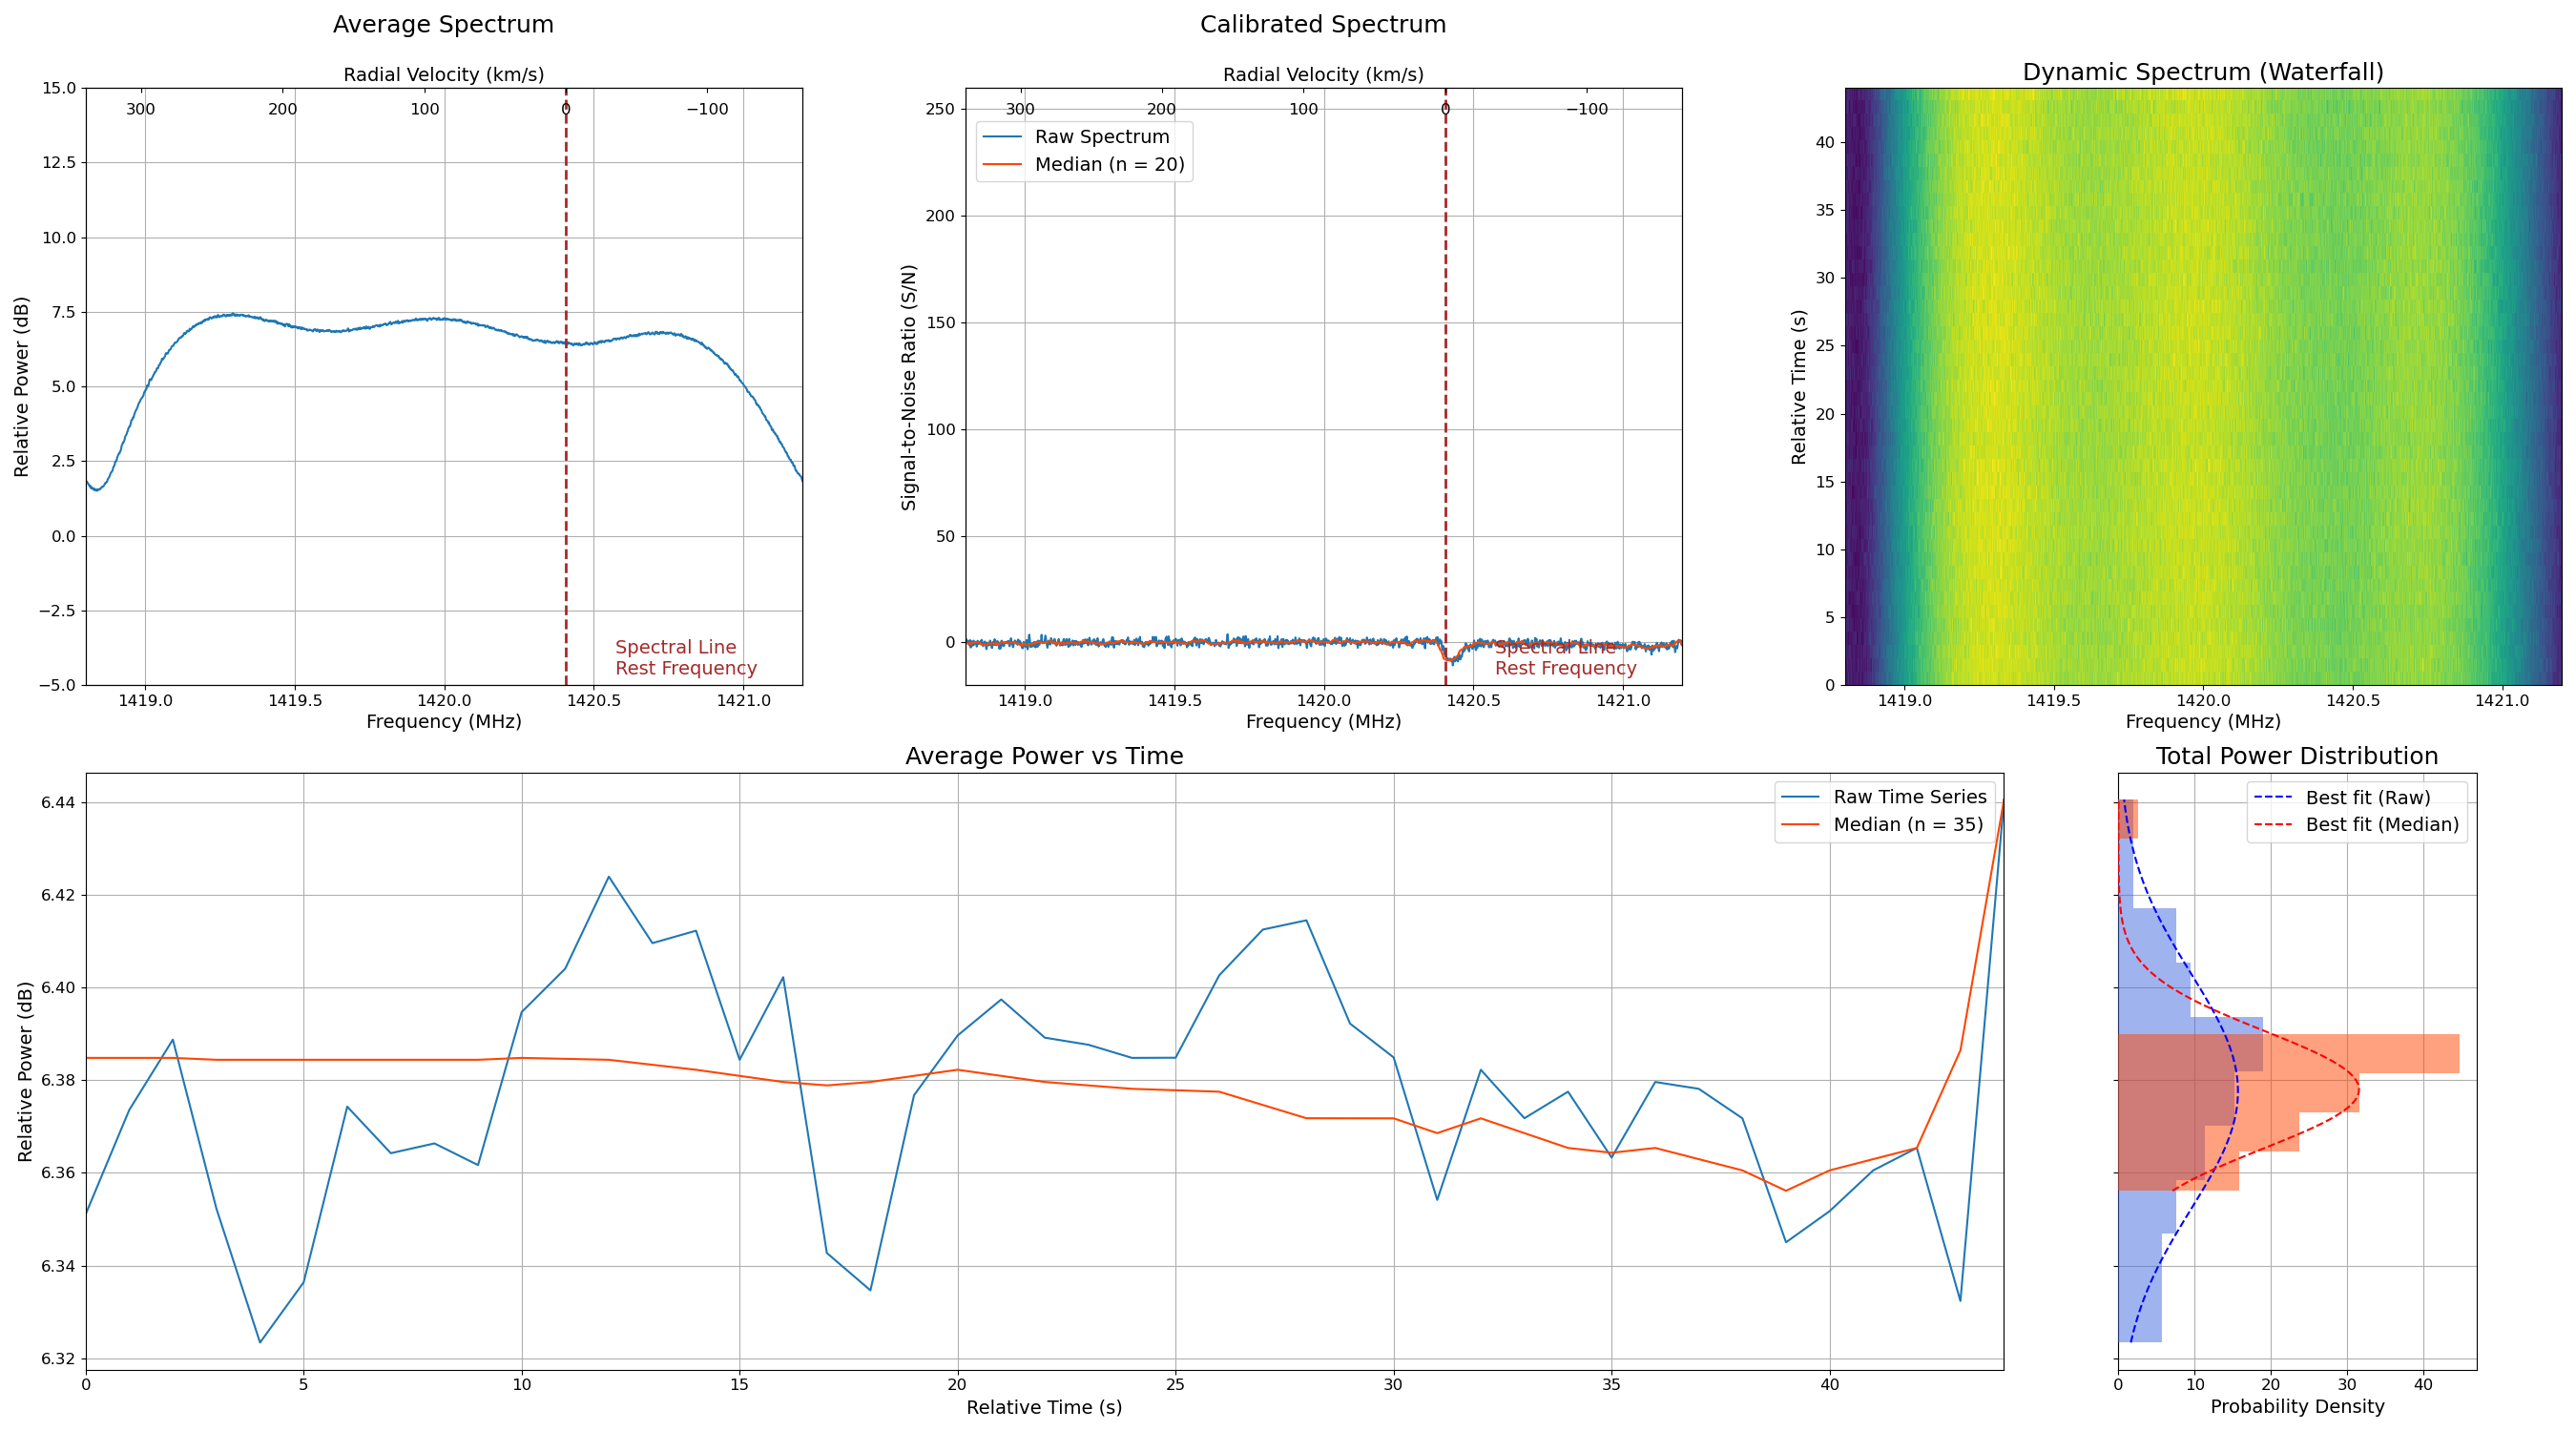 Average Spectrum
Radial Velocity (km/s)
300 200 100 0 −100
15.0
12.5
10.0
7.5
5.0
2.5
0.0
−2.5
−5.0
Relative Power (dB)
Spectral Line
Rest Frequency
1419.0 1419.5 1420.0 1420.5 1421.0
Frequency (MHz)
Calibrated Spectrum
Radial Velocity (km/s)
300 200 100 0 −100
Raw Spectrum
Median (n = 20)
250
200
150
100
50
0
Signal-to-Noise Ratio (S/N)
Spectral Line
Rest Frequency
1419.0 1419.5 1420.0 1420.5 1421.0
Frequency (MHz)
Dynamic Spectrum (Waterfall)
40
35
30
25
20
15
10
5
0
Relative Time (s)
1419.0 1419.5 1420.0 1420.5 1421.0
Frequency (MHz)
Average Power vs Time
Raw Time Series
Median (n = 35)
6.44
6.42
6.40
6.38
6.36
6.34
6.32
Relative Power (dB)
0 5 10 15 20 25 30 35 40
Relative Time (s)
Total Power Distribution
Best fit (Raw)
Best fit (Median)
0 10 20 30 40
Probability Density